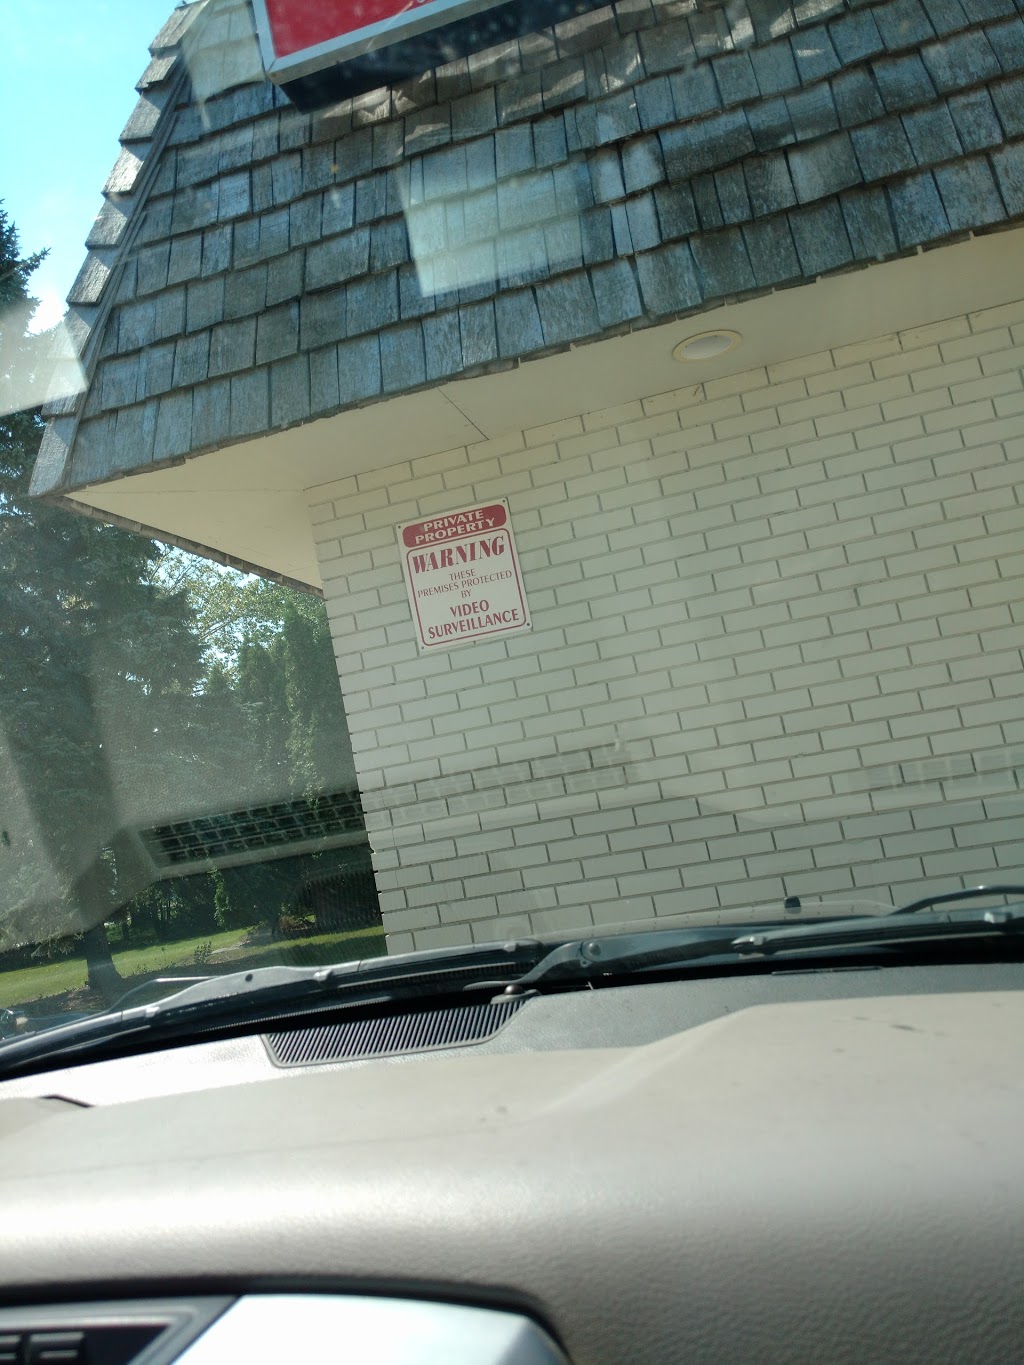 PRIVATE
PROPERTY
WARNING
THESE
PREMISES PROTECTED
BY
VIDEO
SURVEILLANCE